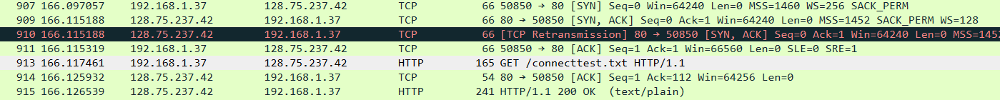 907 166.097057 192.168.1.37 128.75.237.42 TCP 66 50850 → 80 [SYN] Seq=0 Win=64240 Len=0 MSS=1460 WS=256 SACK_PERM
909 166.115188 128.75.237.42 192.168.1.37 TCP 66 80 → 50850 [SYN, ACK] Seq=0 Ack=1 Win=64240 Len=0 MSS=1452 SACK_PERM WS=128
910 166.115188 128.75.237.42 192.168.1.37 TCP 66 [TCP Retransmission] 80 → 50850 [SYN, ACK] Seq=0 Ack=1 Win=64240 Len=0 MSS=1452
911 166.115319 192.168.1.37 128.75.237.42 TCP 66 50850 → 80 [ACK] Seq=1 Ack=1 Win=66560 Len=0 SLE=0 SRE=1
913 166.117461 192.168.1.37 128.75.237.42 HTTP 165 GET /connecttest.txt HTTP/1.1
914 166.125932 128.75.237.42 192.168.1.37 TCP 54 80 → 50850 [ACK] Seq=1 Ack=112 Win=64256 Len=0
915 166.126539 128.75.237.42 192.168.1.37 HTTP 241 HTTP/1.1 200 OK (text/plain)